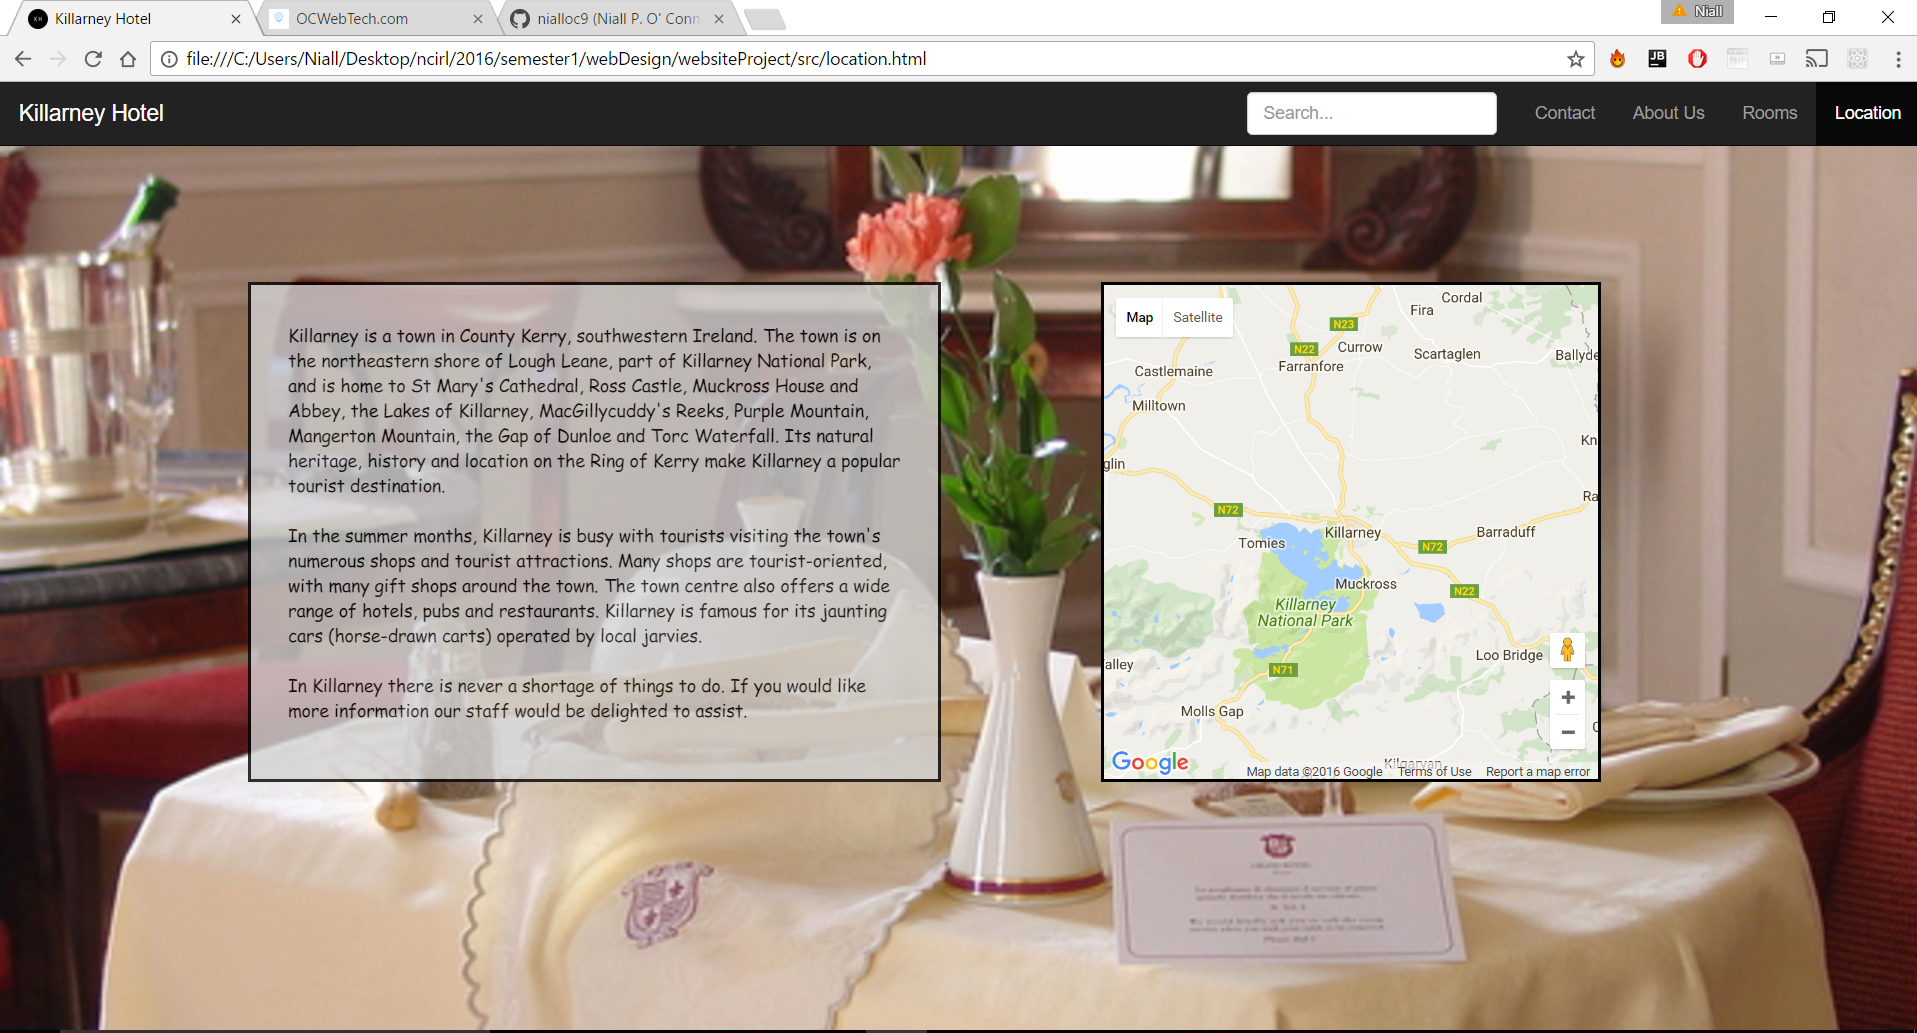 Killarney Hotel
OCWebTech.com
nialloc9 (Niall P. O' Conn
Niall
file:///C:/Users/Niall/Desktop/ncirl/2016/semester1/webDesign/websiteProject/src/location.html
JB
Killarney Hotel
Search...
Contact
About Us
Rooms
Location
Killarney is a town in County Kerry, southwestern Ireland. The town is on
the northeastern shore of Lough Leane, part of Killarney National Park,
and is home to St Mary's Cathedral, Ross Castle, Muckross House and
Abbey, the Lakes of Killarney, MacGillycuddy's Reeks, Purple Mountain,
Mangerton Mountain, the Gap of Dunloe and Torc Waterfall. Its natural
heritage, history and location on the Ring of Kerry make Killarney a popular
tourist destination.
In the summer months, Killarney is busy with tourists visiting the town's
numerous shops and tourist attractions. Many shops are tourist-oriented,
with many gift shops around the town. The town centre also offers a wide
range of hotels, pubs and restaurants. Killarney is famous for its jaunting
cars (horse-drawn carts) operated by local jarvies.
In Killarney there is never a shortage of things to do. If you would like
more information our staff would be delighted to assist.
Map
Satellite
Cordal
Fira
N23
N22
Currow
Scartaglen
Ballyde
Farranfore
Castlemaine
Milltown
Kn
glin
Ra
N72
Killarney
Tomies
Barraduff
N72
Muckross
N22
Killarney
National Park
Loo Bridge
alley
N71
Molls Gap
Kilgarvan
Google
Map data ©2016 Google
Terms of Use
Report a map error